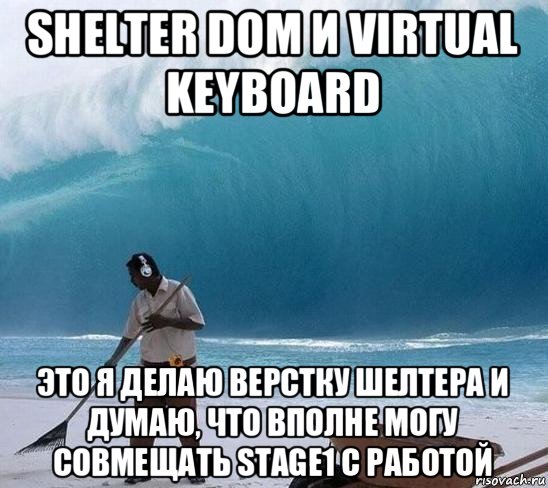 SHELTER DOM И VIRTUAL
KEYBOARD
ЭТО Я ДЕЛАЮ ВЕРСТКУ ШЕЛТЕРА И
ДУМАЮ, ЧТО ВПОЛНЕ МОГУ
СОВМЕЩАТЬ STAGE1 С РАБОТОЙ
risovach.ru